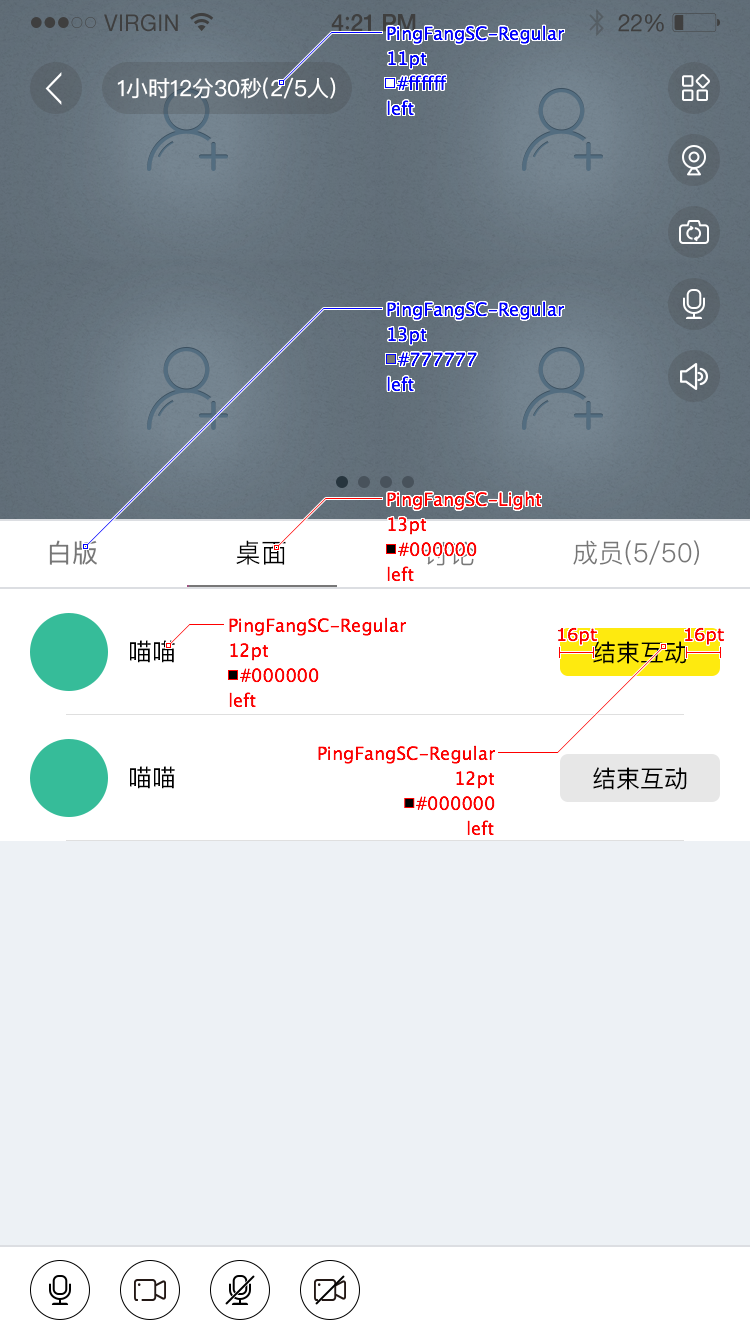 VIRGIN
4:21 PM
22%
1小时12分30秒(2/5人)
PingFangSC-Regular
11pt
#ffffff
left
PingFangSC-Regular
13pt
#777777
left
PingFangSC-Light
13pt
#000000
left
白版
桌面
讨论
成员(5/50)
喵喵
PingFangSC-Regular
12pt
#000000
left
16pt
16pt
结束互动
喵喵
PingFangSC-Regular
12pt
#000000
left
结束互动